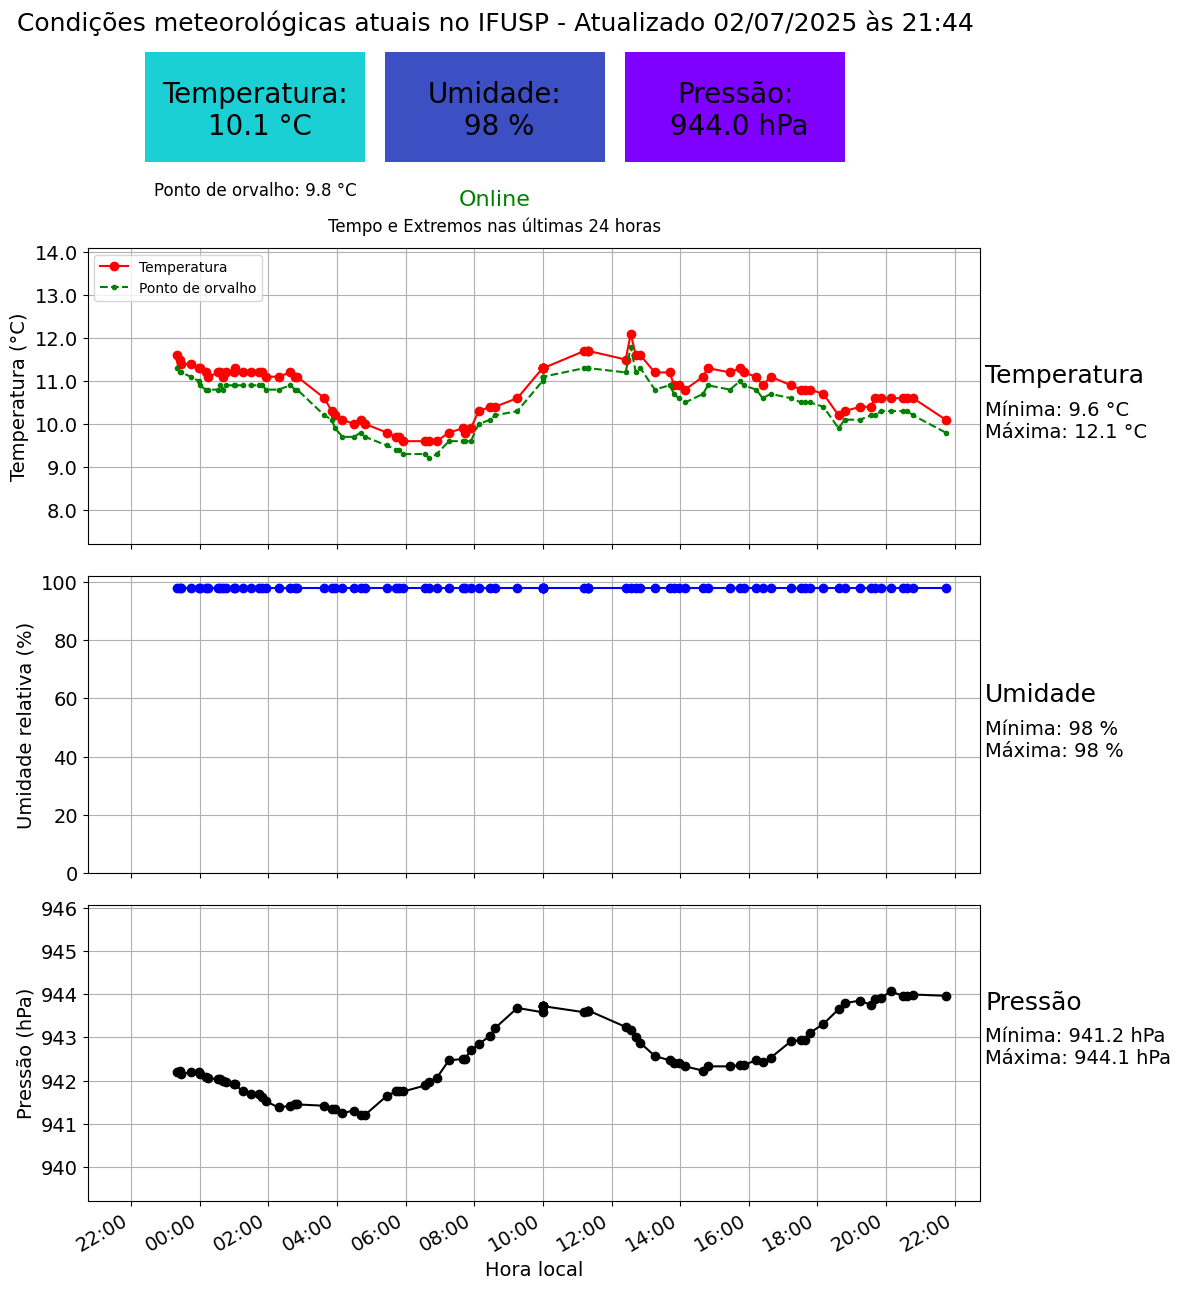 Condições meteorológicas atuais no IFUSP - Atualizado 02/07/2025 às 21:44
Temperatura:
10.1 °C
Umidade:
98 %
Pressão:
944.0 hPa
Ponto de orvalho: 9.8 °C
Online
Tempo e Extremos nas últimas 24 horas
Temperatura (°C)
14.0
13.0
12.0
11.0
10.0
9.0
8.0
Temperatura
Ponto de orvalho
Temperatura
Mínima: 9.6 °C
Máxima: 12.1 °C
Umidade relativa (%)
100
80
60
40
20
0
Umidade
Mínima: 98 %
Máxima: 98 %
Pressão (hPa)
946
945
944
943
942
941
940
Pressão
Mínima: 941.2 hPa
Máxima: 944.1 hPa
22:00
00:00
02:00
04:00
06:00
08:00
10:00
12:00
14:00
16:00
18:00
20:00
22:00
Hora local